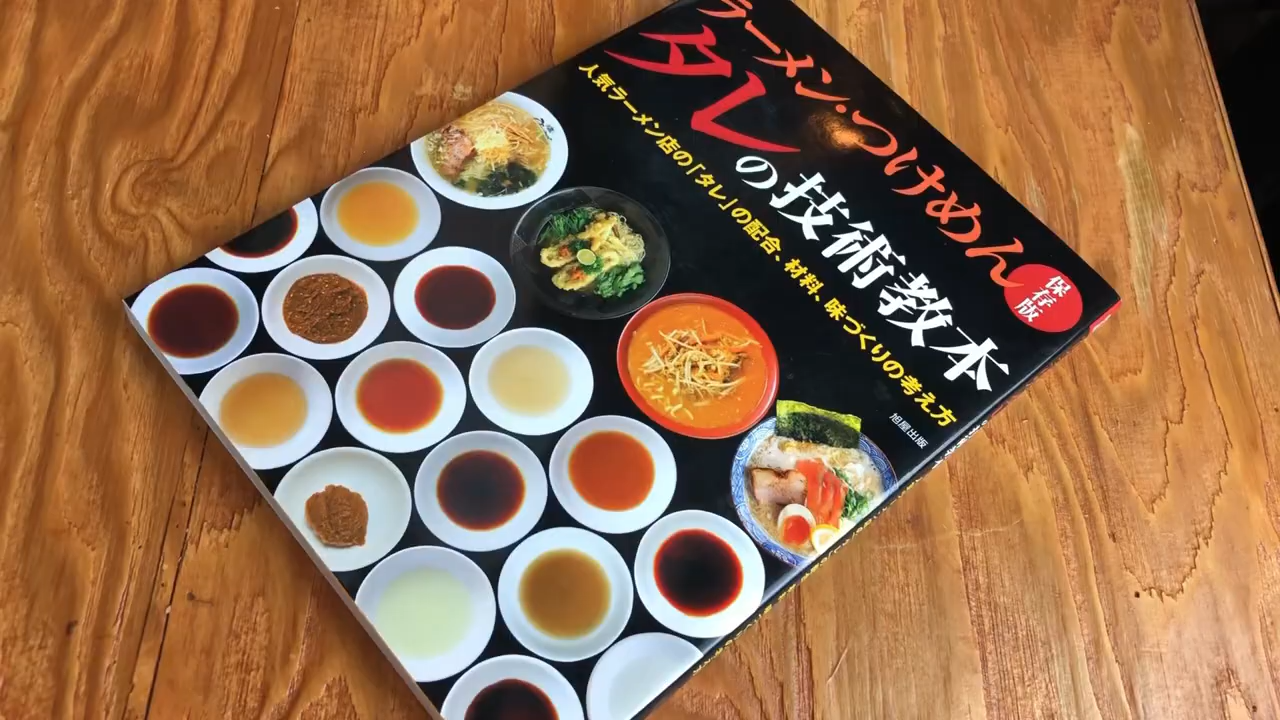 ラーメン・つけめん
タレの技術教本
保存版
人気ラーメン店の「タレ」の配合、材料、味づくりの考え方
旭屋出版